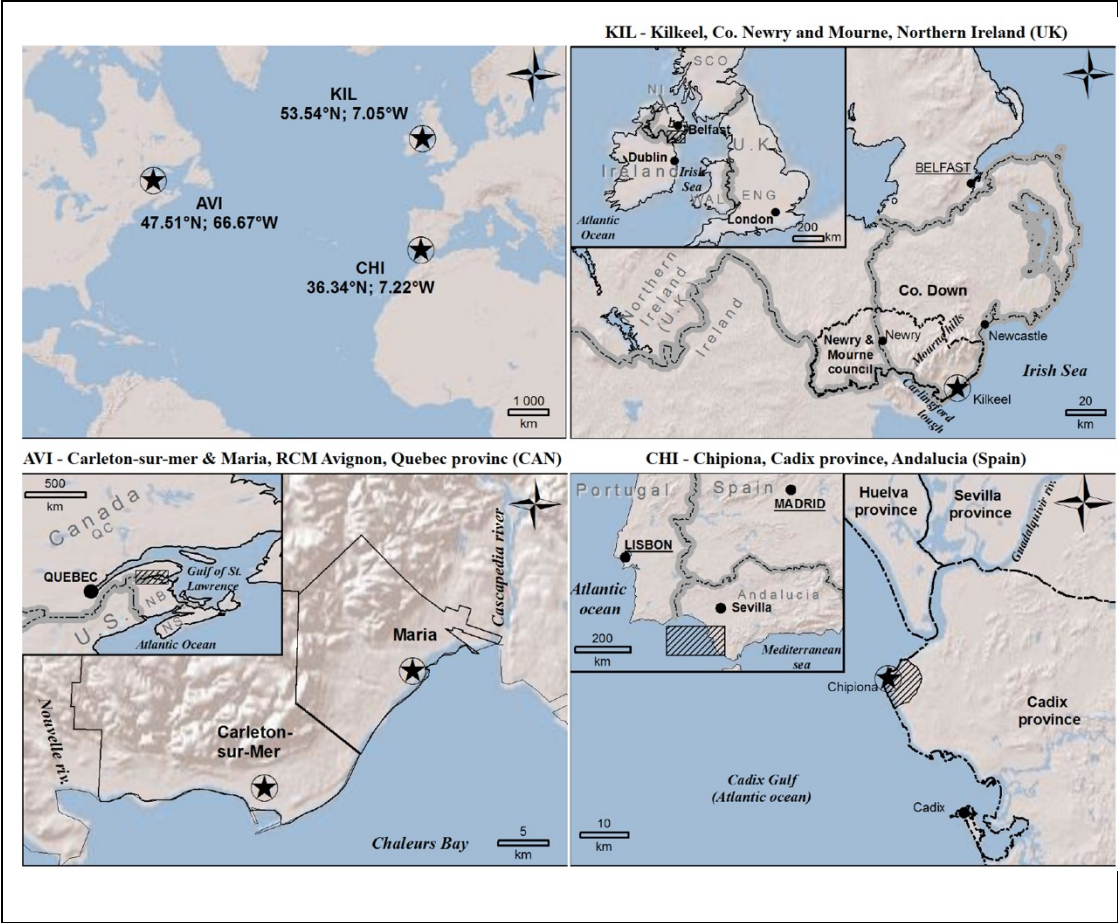 KIL - Kilkeel, Co. Newry and Mourne, Northern Ireland (UK)
KIL
53.54°N; 7.05°W
AVI
47.51°N; 66.67°W
CHI
36.34°N; 7.22°W
1 000
km
SCO
NI
Belfast
U.K.
Dublin
Ireland
Irish
Sea
WAL
ENG
London
Atlantic
Ocean
200
km
BELFAST
Northern
Ireland
(U.K.)
Ireland
Co. Down
Newry &
Mourne
council
Newry
Mourne hills
Newcastle
Carlingford
lough
Kilkeel
Irish Sea
20
km
AVI - Carleton-sur-mer & Maria, RCM Avignon, Quebec provinc (CAN)
500
km
Canada
QC
QUEBEC
Gulf of St.
Lawrence
U.S.
NB
NS
Atlantic Ocean
Cascapedia river
Maria
Nouvelle riv.
Carleton-
sur-Mer
Chaleurs Bay
5
km
CHI - Chipiona, Cadix province, Andalucia (Spain)
Portugal
Spain
MADRID
LISBON
Atlantic
ocean
Andalucia
Sevilla
200
km
Mediterranean
sea
Huelva
province
Sevilla
province
Guadalquivir riv.
Chipiona
Cadix
province
Cadix Gulf
(Atlantic ocean)
Cadix
10
km